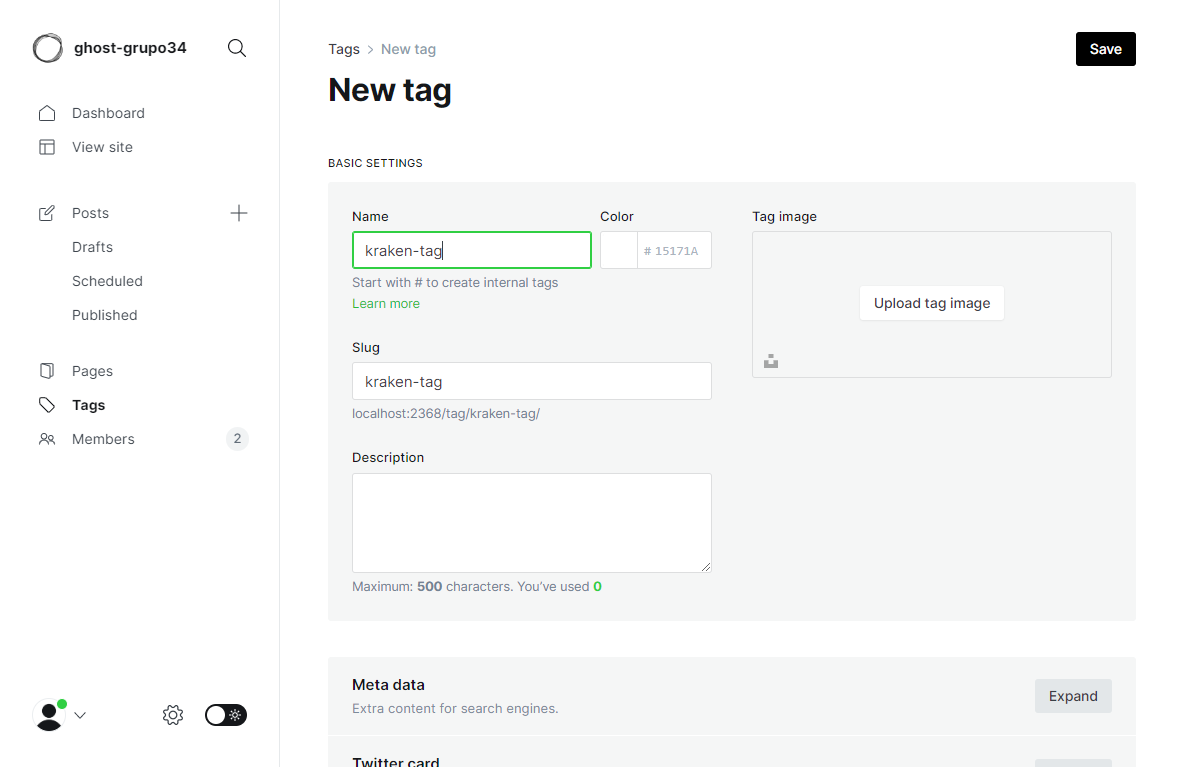 ghost-grupo34
Dashboard
View site
Posts
Drafts
Scheduled
Published
Pages
Tags
Members
2
Tags > New tag
Save
New tag
BASIC SETTINGS
Name
kraken-tag
Color
# 15171A
Start with # to create internal tags
Learn more
Slug
kraken-tag
localhost:2368/tag/kraken-tag/
Description
Maximum: 500 characters. You’ve used 0
Tag image
Upload tag image
Meta data
Extra content for search engines.
Expand
Twitter card